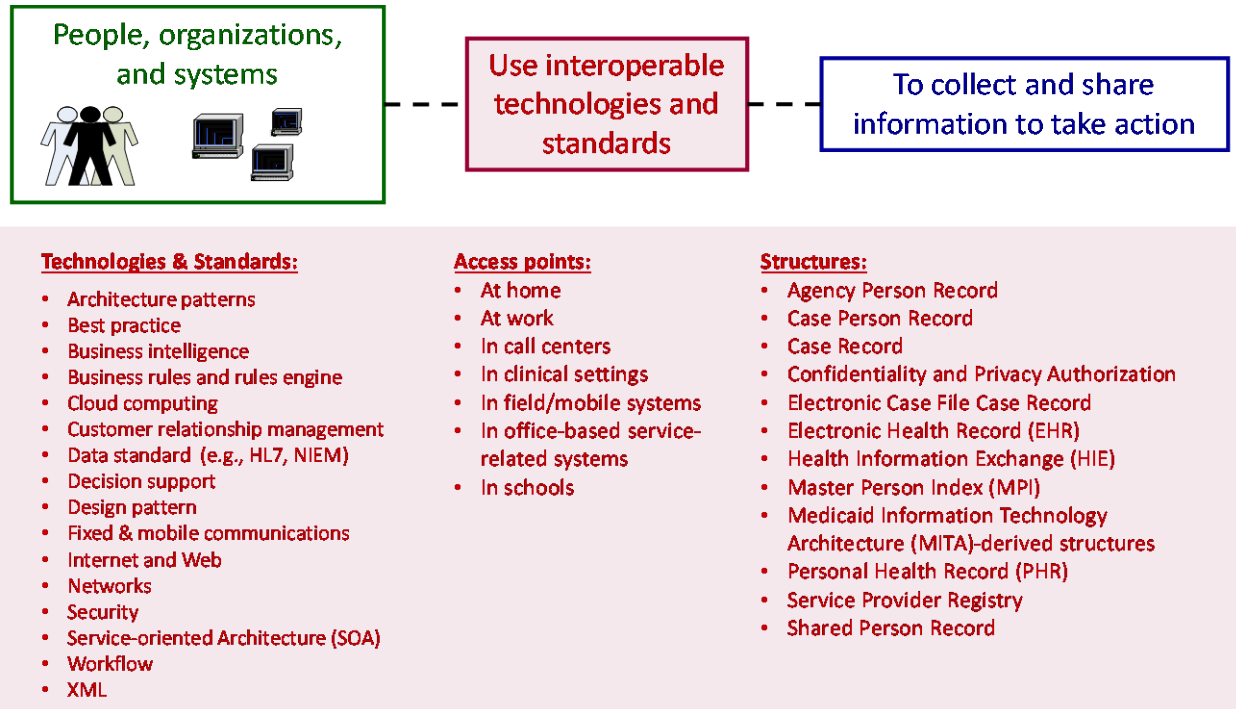 People, organizations,
and systems
Use interoperable
technologies and
standards
To collect and share
information to take action
Technologies & Standards:
• Architecture patterns
• Best practice
• Business intelligence
• Business rules and rules engine
• Cloud computing
• Customer relationship management
• Data standard (e.g., HL7, NIEM)
• Decision support
• Design pattern
• Fixed & mobile communications
• Internet and Web
• Networks
• Security
• Service-oriented Architecture (SOA)
• Workflow
• XML
Access points:
• At home
• At work
• In call centers
• In clinical settings
• In field/mobile systems
• In office-based service-
related systems
• In schools
Structures:
• Agency Person Record
• Case Person Record
• Case Record
• Confidentiality and Privacy Authorization
• Electronic Case File Case Record
• Electronic Health Record (EHR)
• Health Information Exchange (HIE)
• Master Person Index (MPI)
• Medicaid Information Technology
Architecture (MITA)-derived structures
• Personal Health Record (PHR)
• Service Provider Registry
• Shared Person Record